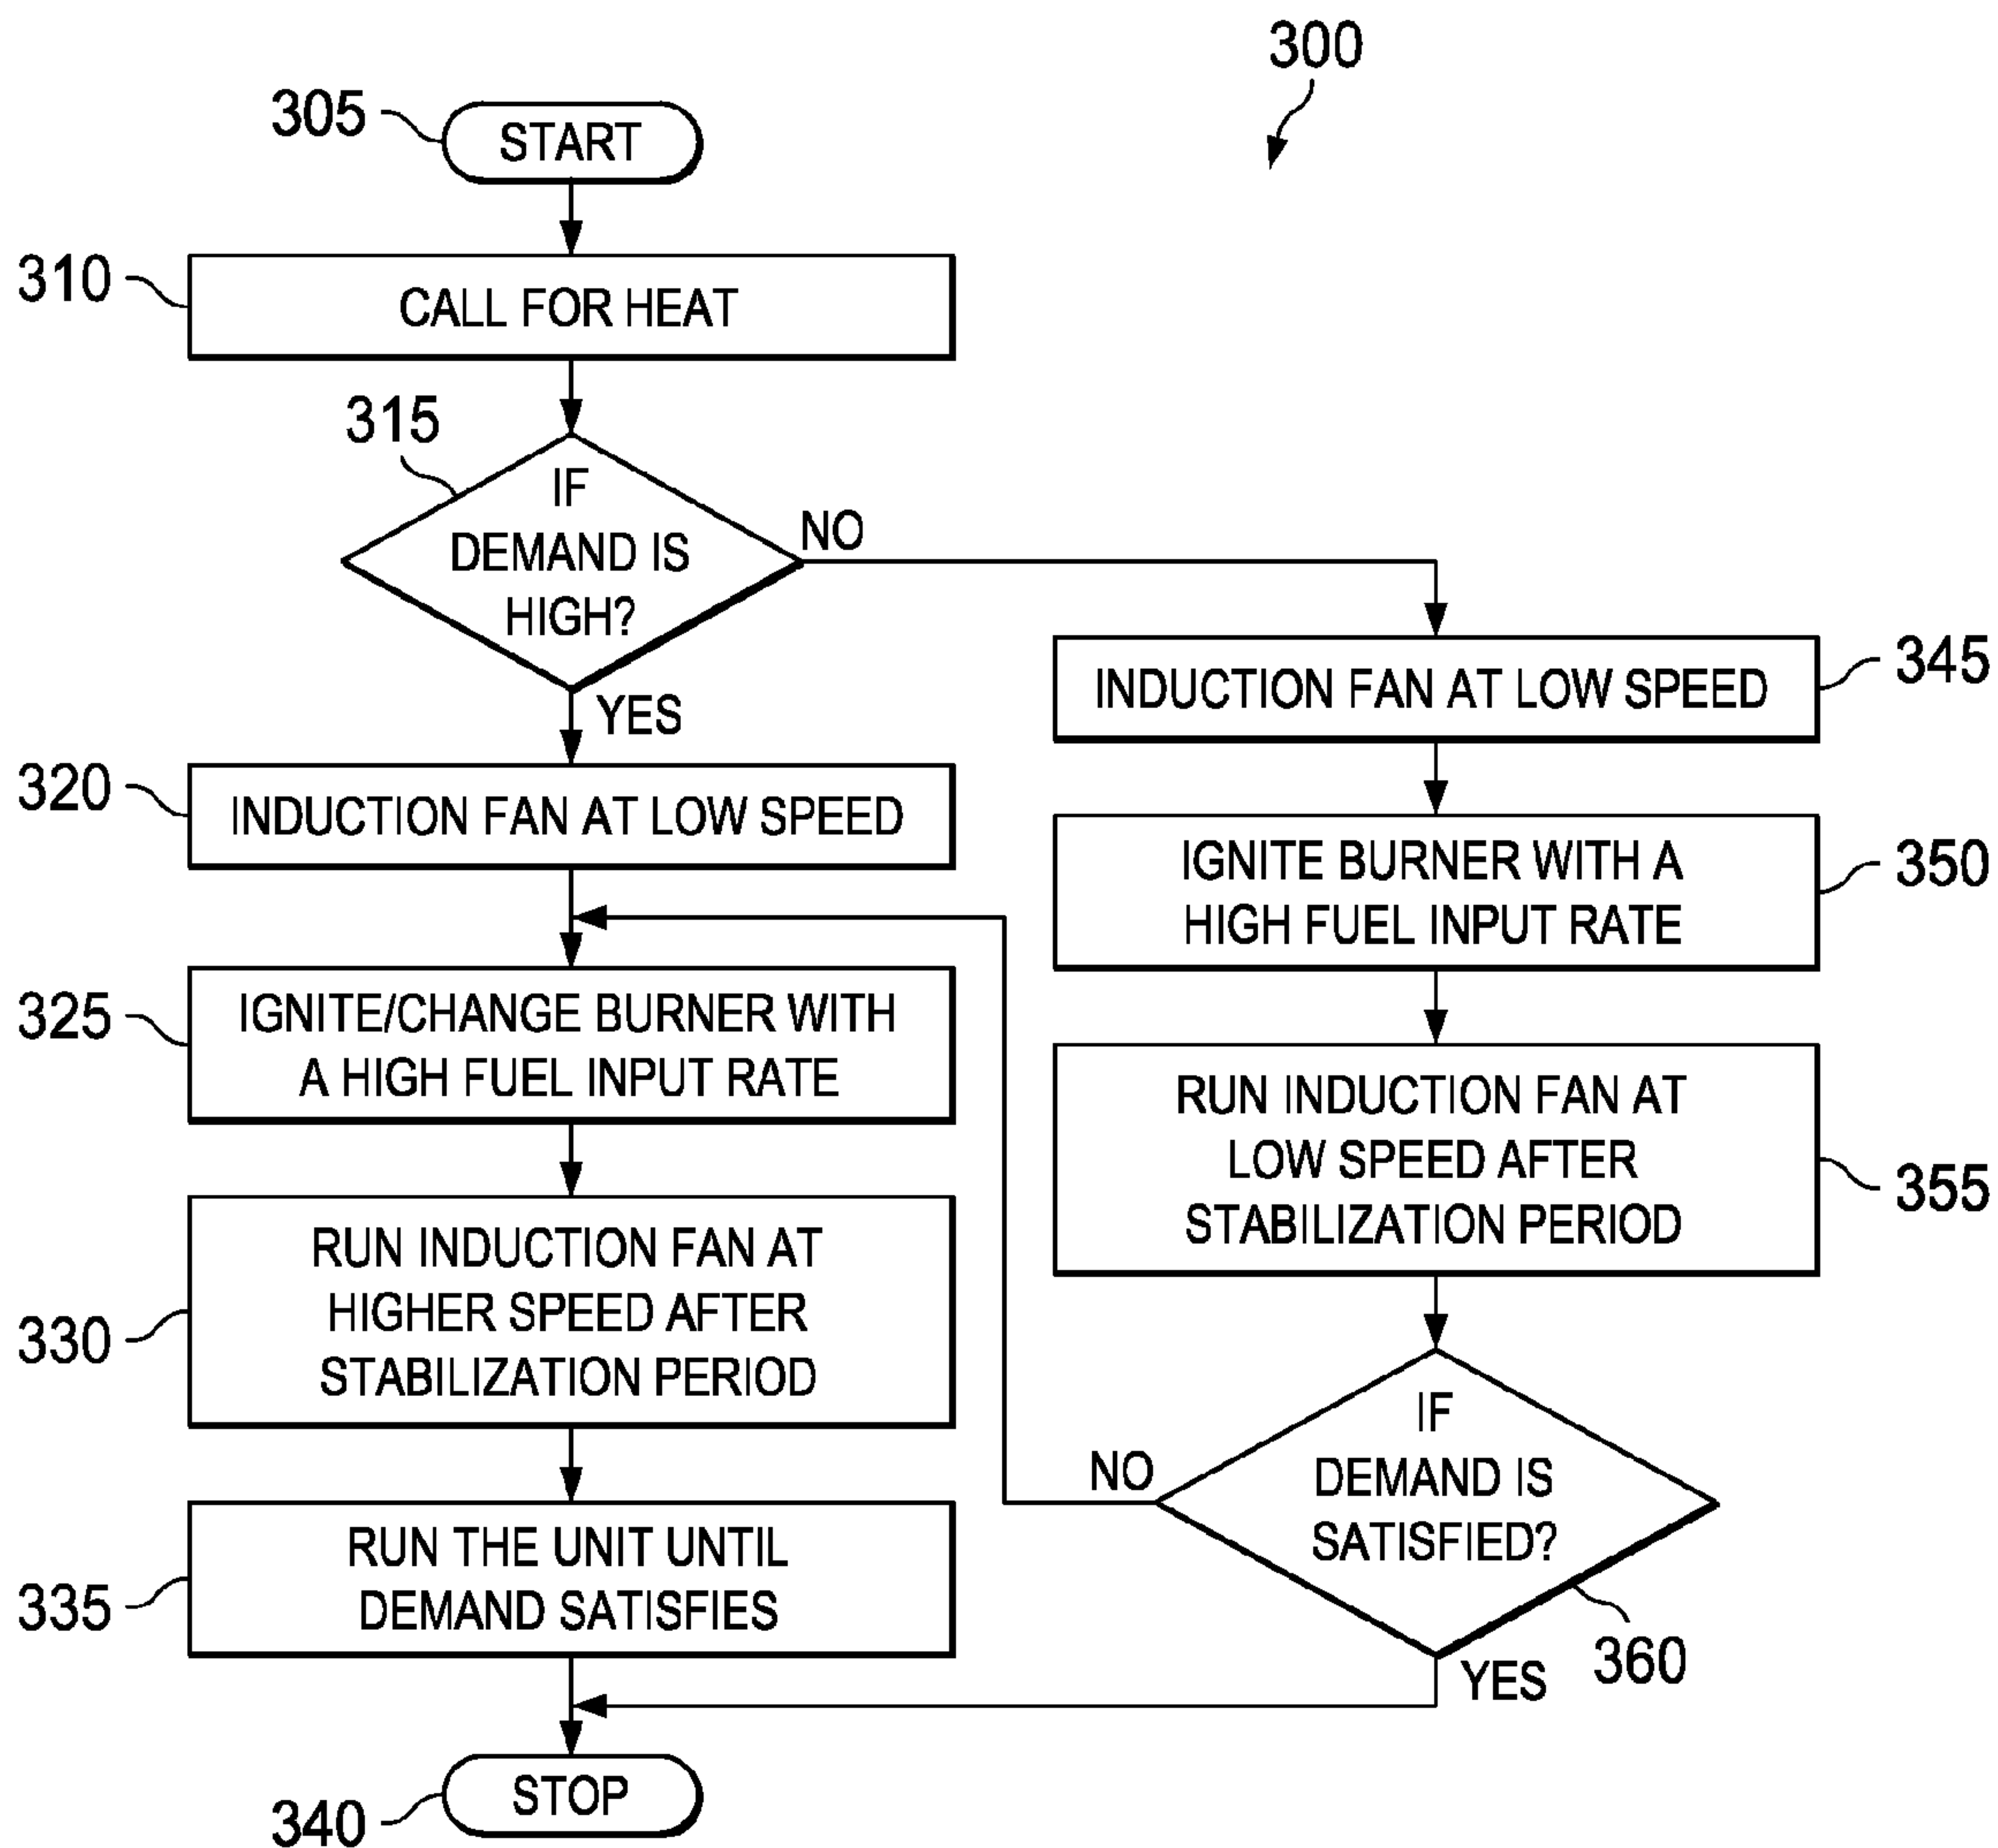 300
305
START
310
CALL FOR HEAT
315
IF
DEMAND IS
HIGH?
NO
YES
320
INDUCTION FAN AT LOW SPEED
325
IGNITE/CHANGE BURNER WITH
A HIGH FUEL INPUT RATE
330
RUN INDUCTION FAN AT
HIGHER SPEED AFTER
STABILIZATION PERIOD
335
RUN THE UNIT UNTIL
DEMAND SATISFIES
340
STOP
INDUCTION FAN AT LOW SPEED
345
IGNITE BURNER WITH A
HIGH FUEL INPUT RATE
350
RUN INDUCTION FAN AT
LOW SPEED AFTER
STABILIZATION PERIOD
355
IF
DEMAND IS
SATISFIED?
NO
YES
360